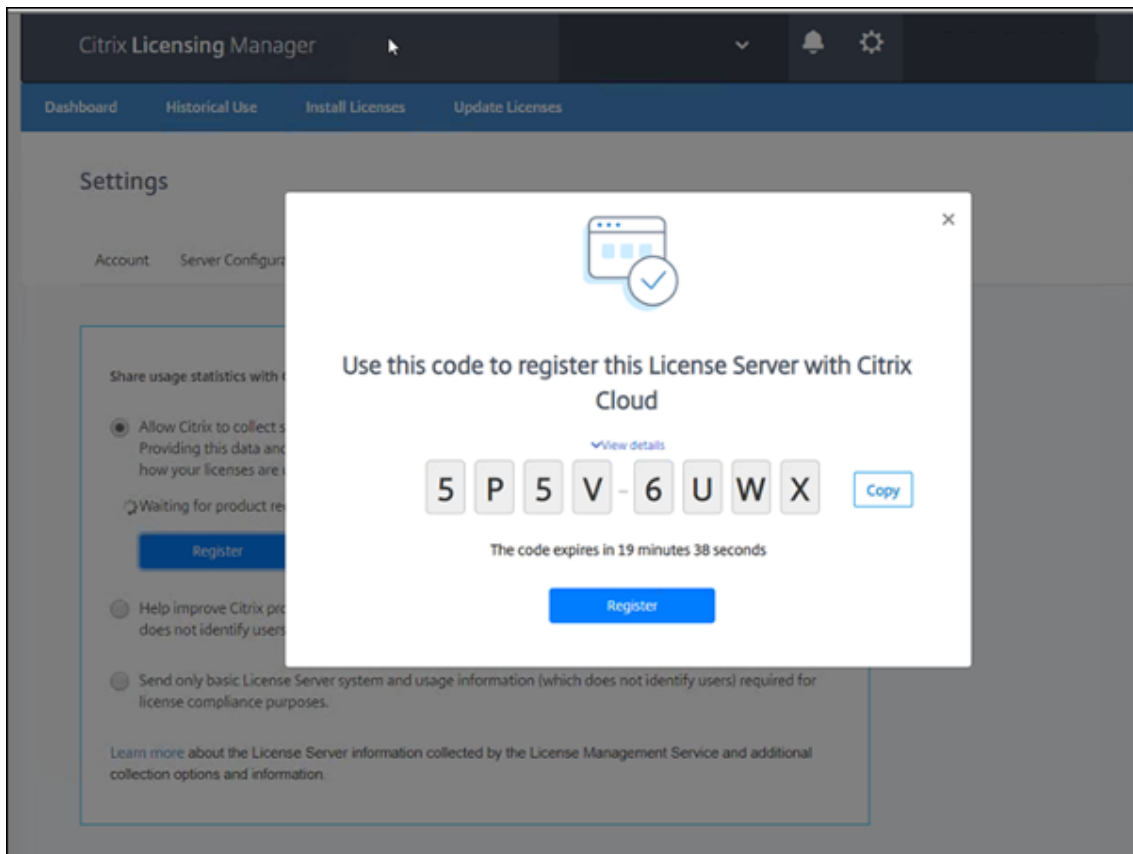 Citrix Licensing Manager
Dashboard Historical Use Install Licenses Update Licenses
Settings
Account Server
Use this code to register this License Server with Citrix
Cloud
View details
5 P 5 V - 6 U W X Copy
The code expires in 19 minutes 38 seconds
Register
Share usage statistics with
Allow Citrix to collect
Providing this data and
how your licenses are
Waiting for product
Register
Help improve Citrix
does not identify users
Send only basic License Server system and usage information (which does not identify users) required for
license compliance purposes.
Learn more about the License Server information collected by the License Management Service and additional
collection options and information.